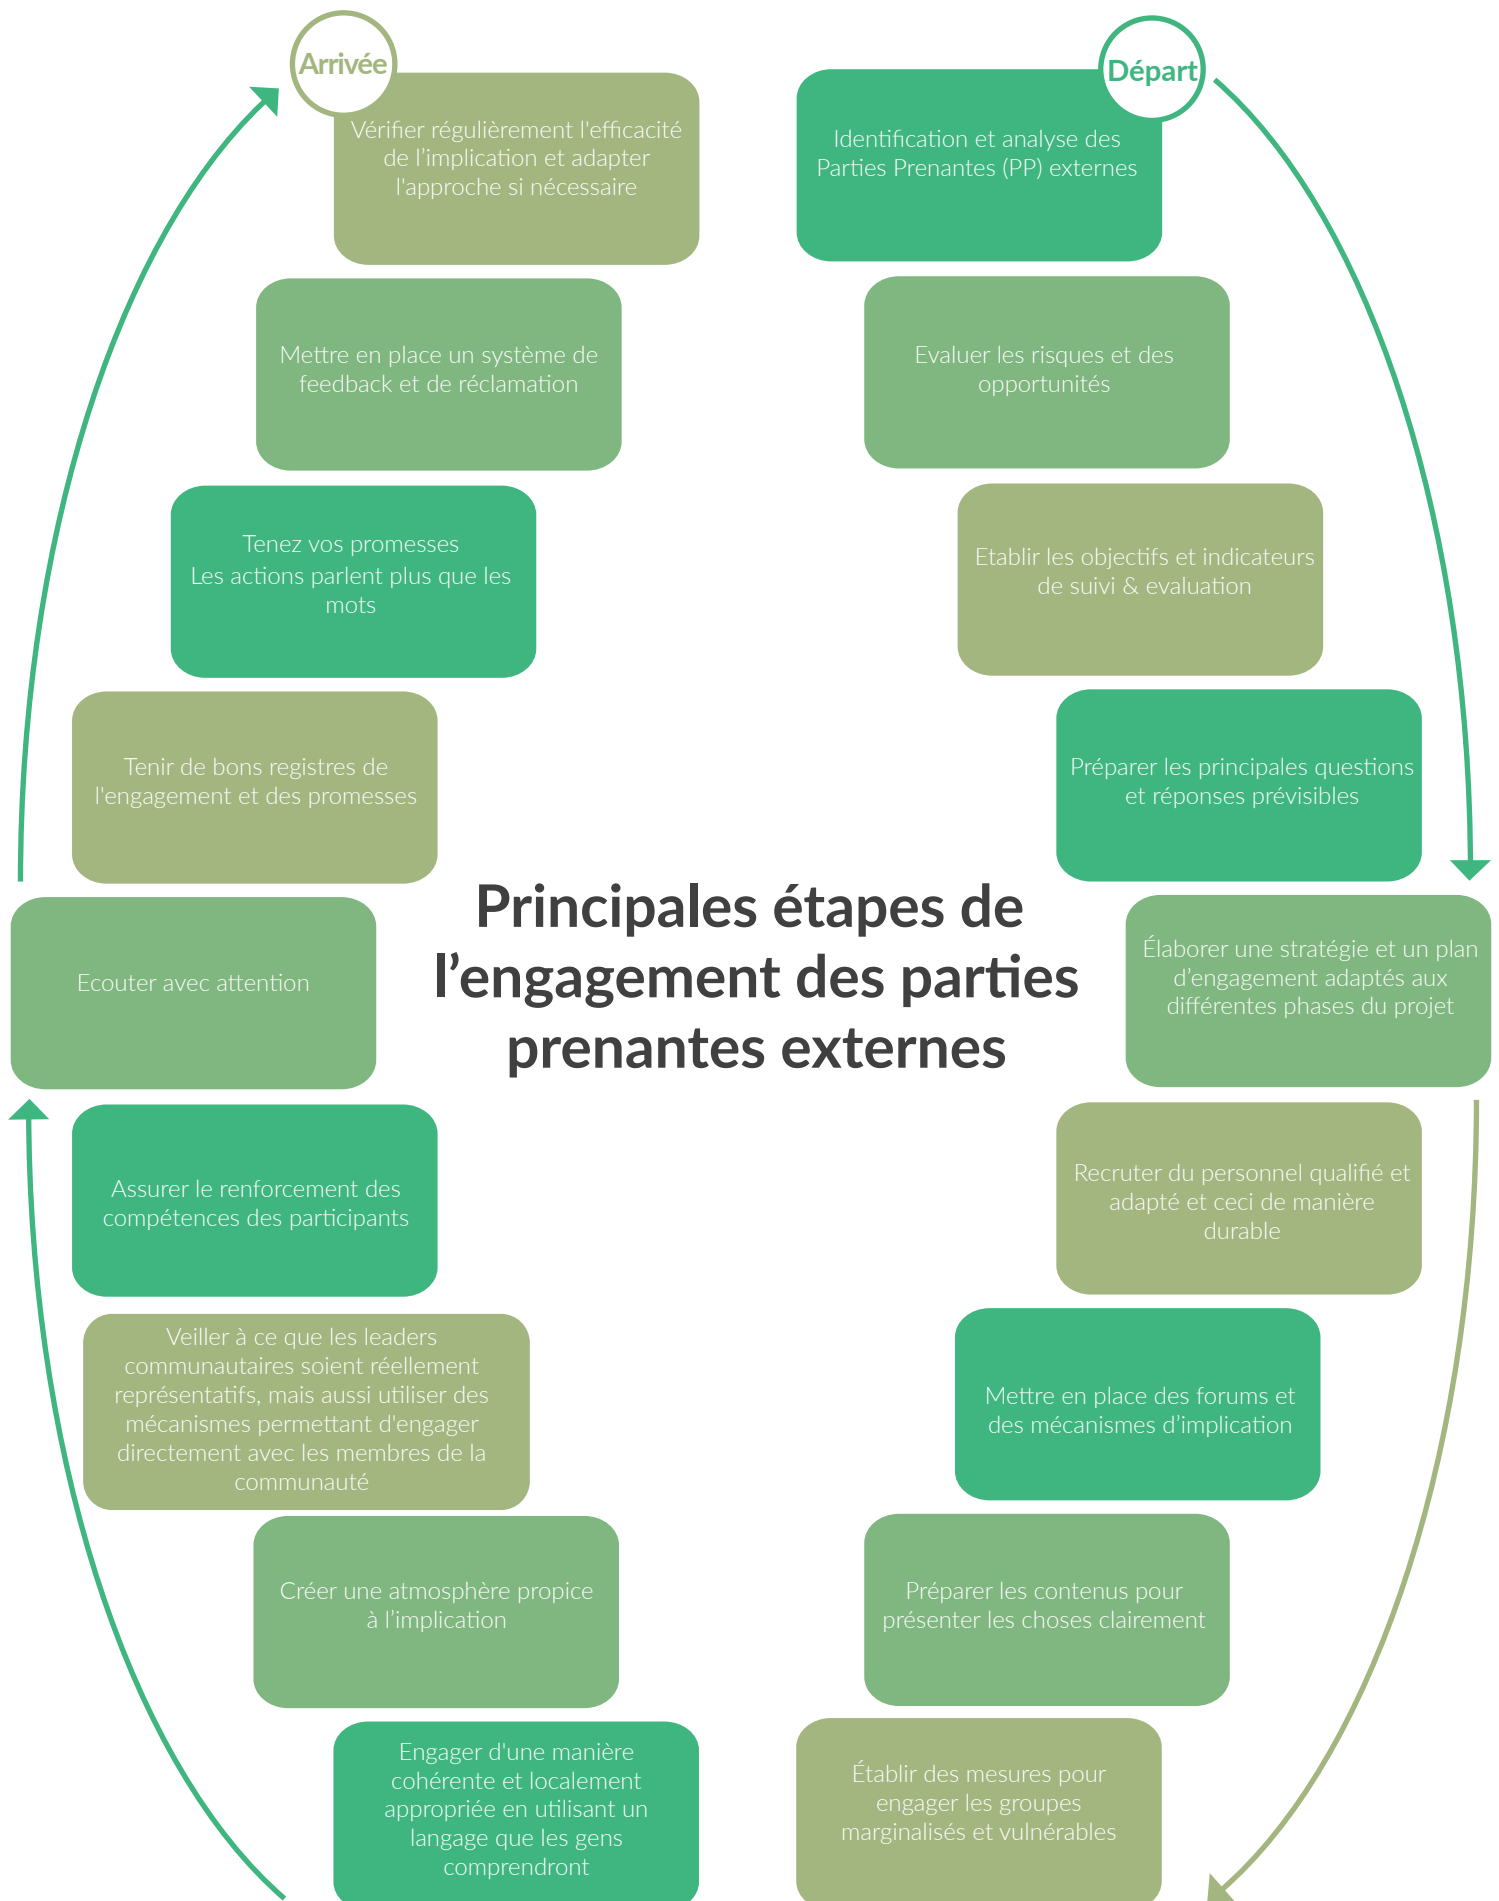 Départ
Identification et analyse des
Parties Prenantes (PP) externes
Evaluer les risques et des
opportunités
Etablir les objectifs et indicateurs
de suivi & evaluation
Préparer les principales questions
et réponses prévisibles
Élaborer une stratégie et un plan
d’engagement adaptés aux
différentes phases du projet
Recruter du personnel qualifié et
adapté et ceci de manière
durable
Mettre en place des forums et
des mécanismes d’implication
Préparer les contenus pour
présenter les choses clairement
Établir des mesures pour
engager les groupes
marginalisés et vulnérables
Engager d'une manière
cohérente et localement
appropriée en utilisant un
langage que les gens
comprendront
Créer une atmosphère propice
à l’implication
Veiller à ce que les leaders
communautaires soient réellement
représentatifs, mais aussi utiliser des
mécanismes permettant d'engager
directement avec les membres de la
communauté
Assurer le renforcement des
compétences des participants
Ecouter avec attention
Tenir de bons registres de
l'engagement et des promesses
Tenez vos promesses
Les actions parlent plus que les
mots
Mettre en place un système de
feedback et de réclamation
Vérifier régulièrement l'efficacité
de l’implication et adapter
l'approche si nécessaire
Arrivée
Principales étapes de
l’engagement des parties
prenantes externes